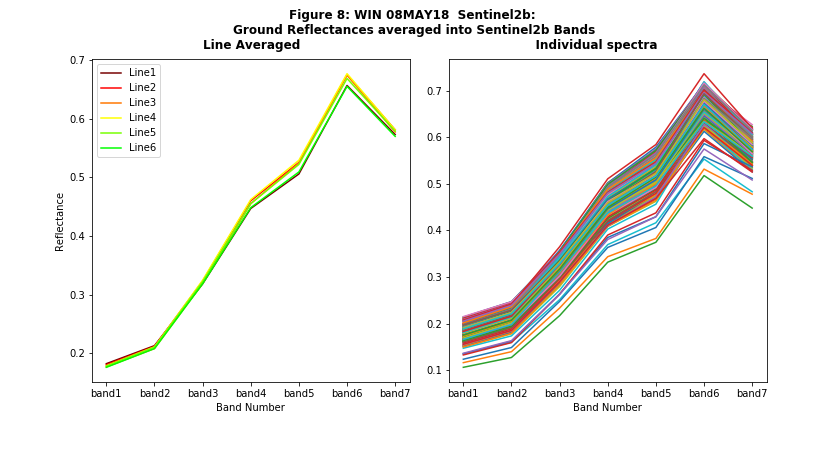 Figure 8: WIN 08MAY18  Sentinel2b:
Ground Reflectances averaged into Sentinel2b Bands
Line Averaged
Individual spectra
0.7
0.6
0.5
0.4
0.3
0.2
Reflectance
Line1
Line2
Line3
Line4
Line5
Line6
band1 band2 band3 band4 band5 band6 band7
Band Number
0.7
0.6
0.5
0.4
0.3
0.2
0.1
band1 band2 band3 band4 band5 band6 band7
Band Number